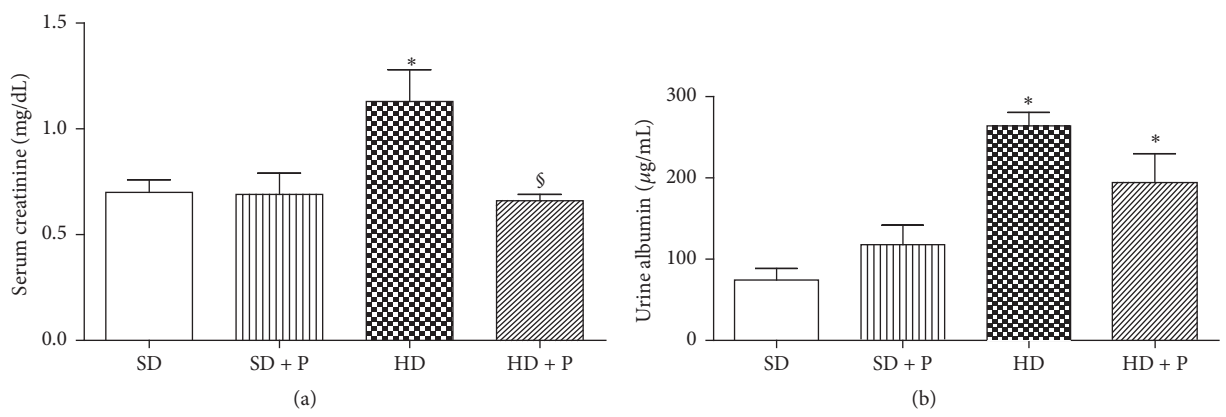 Serum creatinine (mg/dL)
1.5
1.0
0.5
0.0
*
§
SD
SD + P
HD
HD + P
(a)
Urine albumin (µg/mL)
300
200
100
0
*
*
SD
SD + P
HD
HD + P
(b)